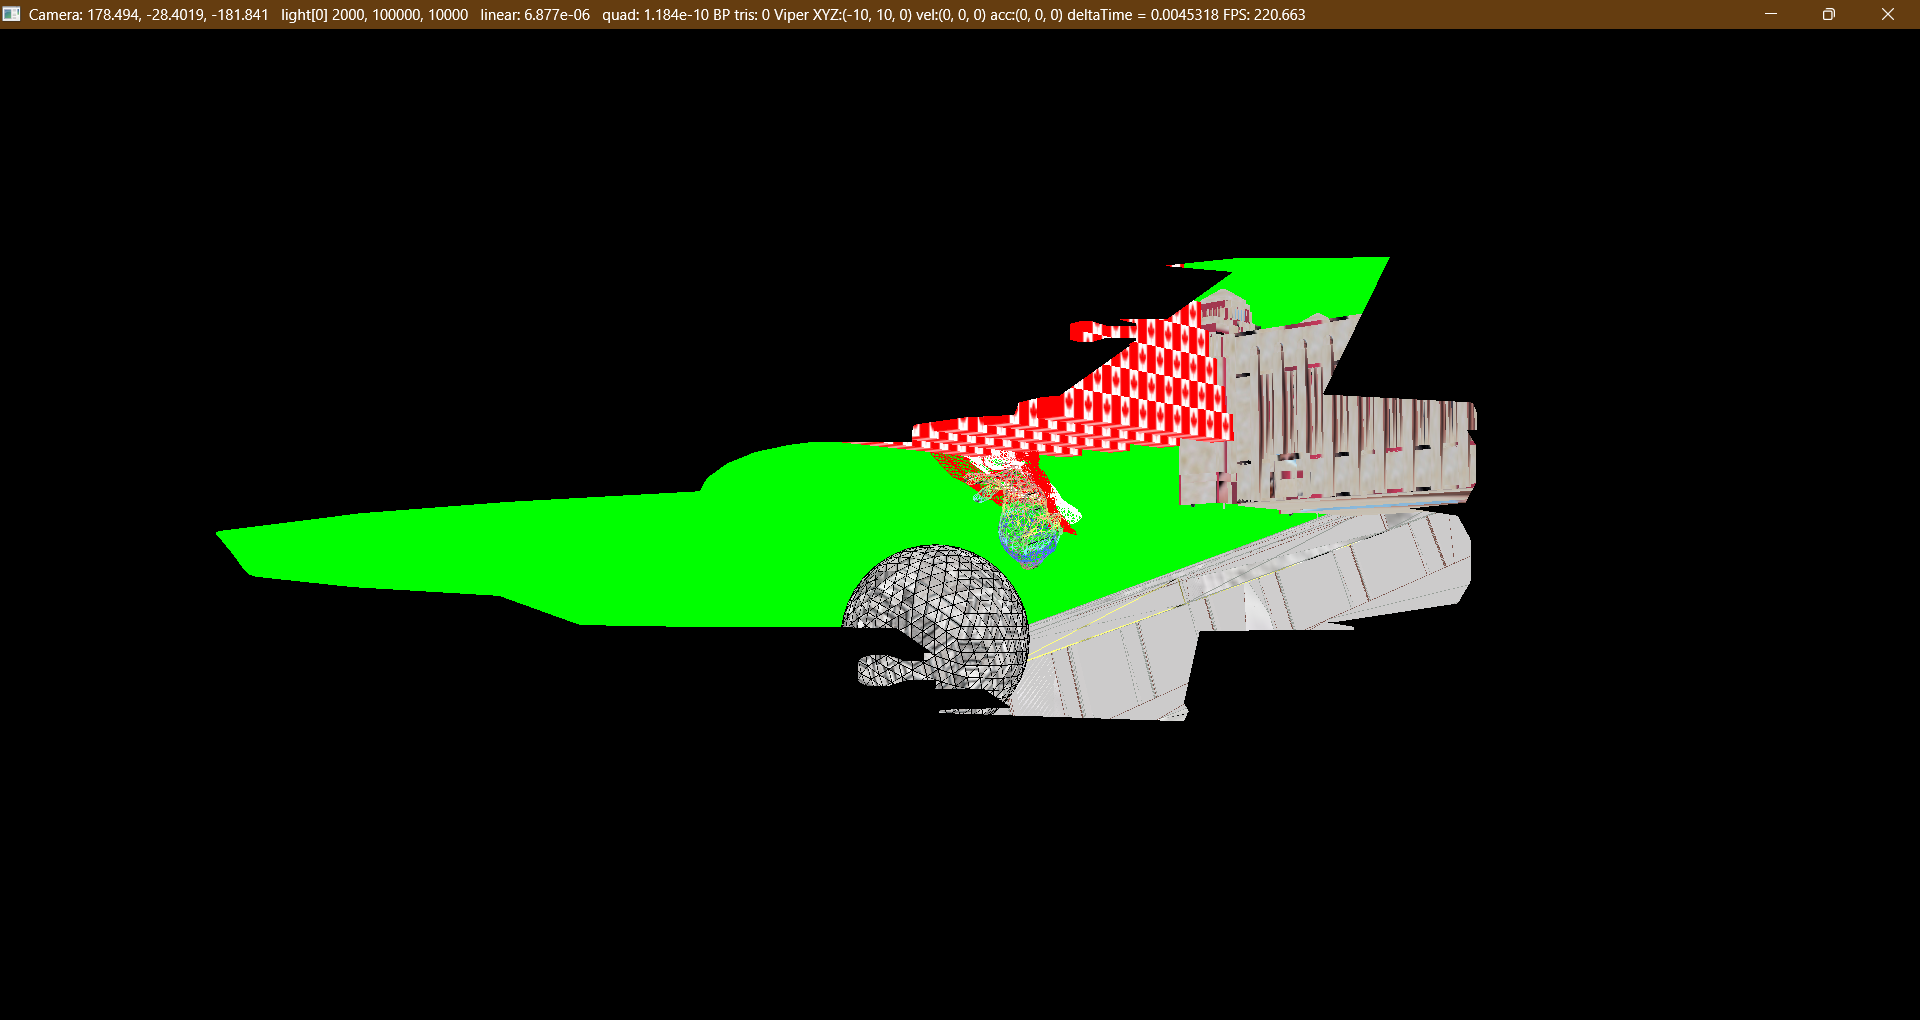 Camera: 178.494, -28.4019, -181.841 light[0] 2000, 100000, 10000 linear: 6.877e-06 quad: 1.184e-10 BP tris: 0 Viper XYZ:(-10, 10, 0) vel:(0, 0, 0) acc:(0, 0, 0) deltaTime = 0.0045318 FPS: 220.663